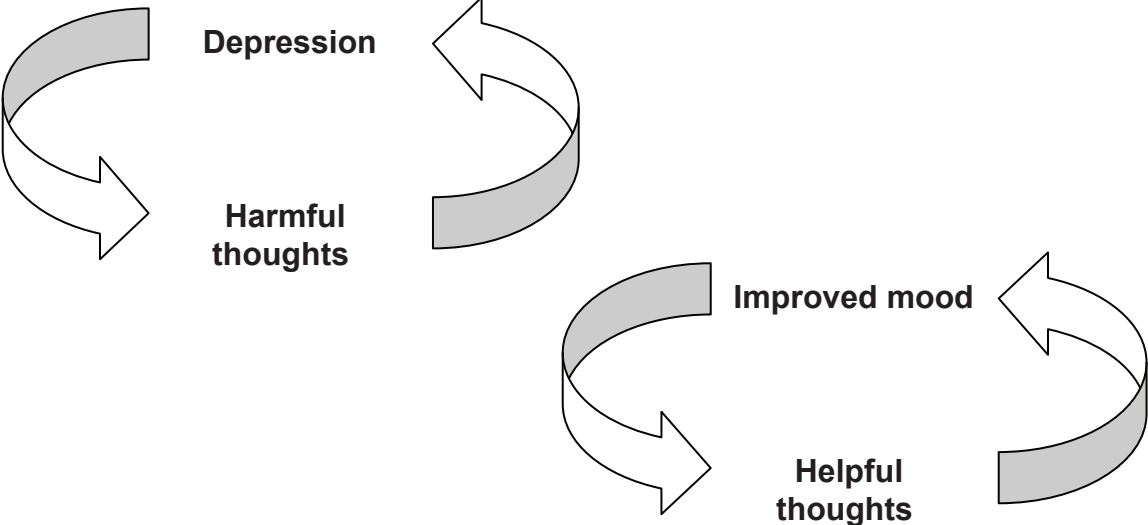 Depression
Harmful
thoughts
Improved mood
Helpful
thoughts